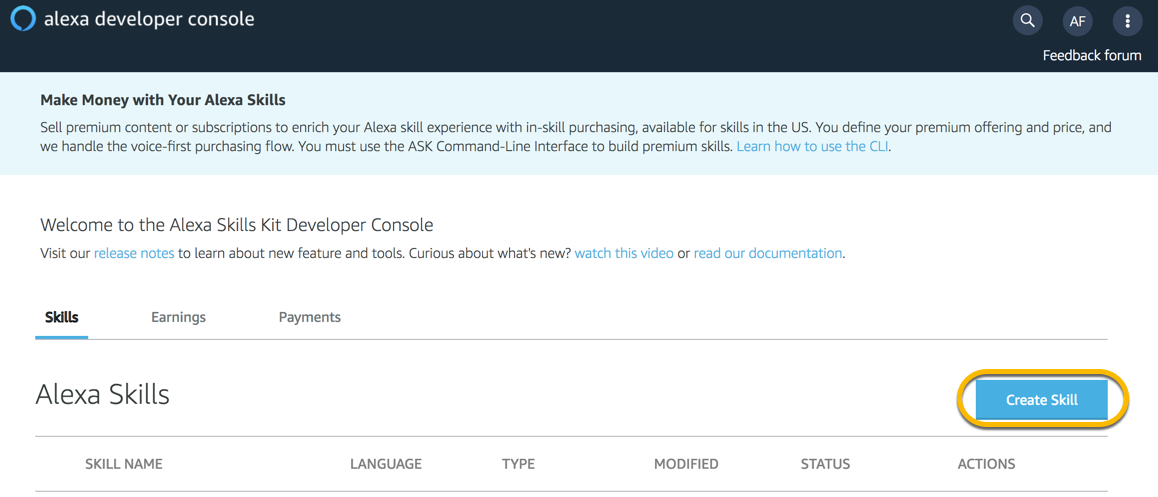 alexa developer console
AF
Feedback forum
Make Money with Your Alexa Skills
Sell premium content or subscriptions to enrich your Alexa skill experience with in-skill purchasing, available for skills in the US. You define your premium offering and price, and
we handle the voice-first purchasing flow. You must use the ASK Command-Line Interface to build premium skills. Learn how to use the CLI.
Welcome to the Alexa Skills Kit Developer Console
Visit our release notes to learn about new feature and tools. Curious about what's new? watch this video or read our documentation.
Skills Earnings Payments
Alexa Skills
Create Skill
SKILL NAME LANGUAGE TYPE MODIFIED STATUS ACTIONS